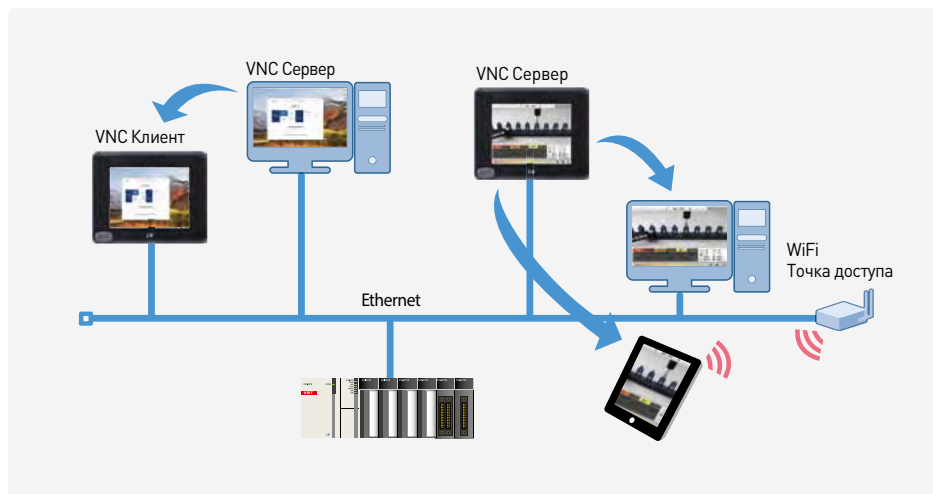 VNC Сервер
VNC Сервер
VNC Клиент
WiFi
Точка доступа
Ethernet